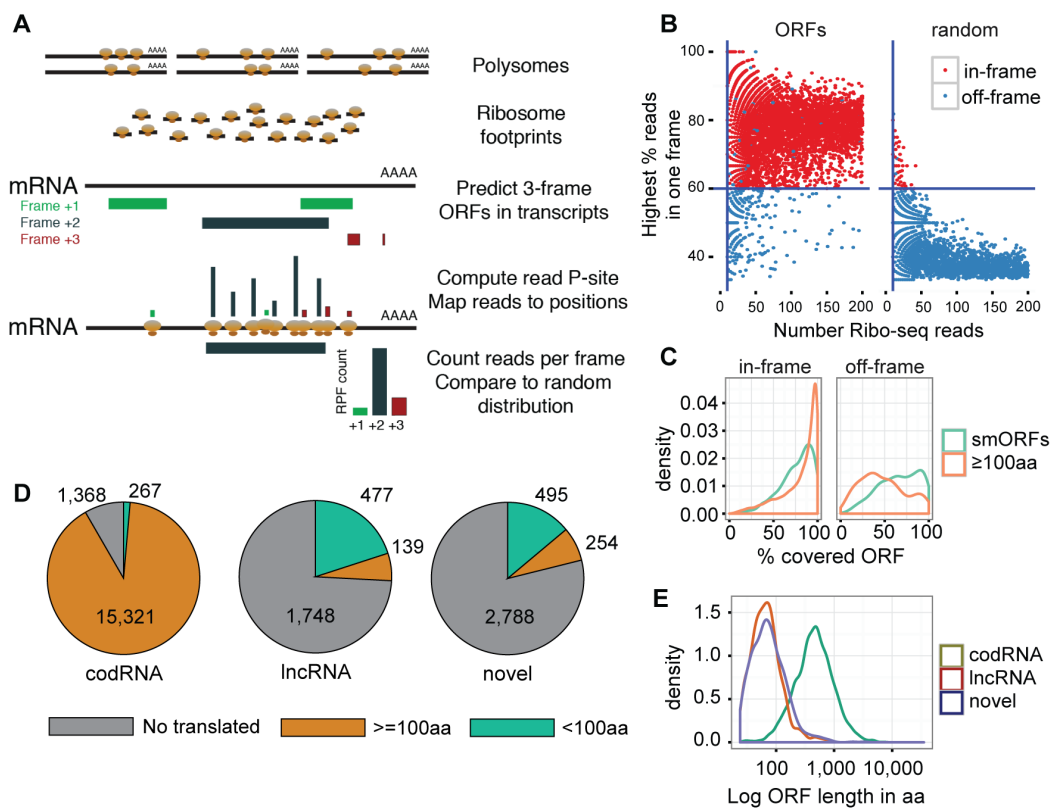 A
AAAA AAAA AAAA
AAAA AAAA AAAA
Polysomes
Ribosome
footprints
mRNA
AAAA
Frame +1
Frame +2
Frame +3
Predict 3-frame
ORFs in transcripts
Compute read P-site
Map reads to positions
mRNA
AAAA
Count reads per frame
Compare to random
distribution
RPF count
+1 +2 +3
B
ORFs
random
in-frame
off-frame
Highest % reads
in one frame
100
80
60
40
0 50 100 150 200
0 50 100 150 200
Number Ribo-seq reads
C
in-frame
off-frame
density
0.04
0.03
0.02
0.01
0.00
0 50 100
0 50 100
% covered ORF
smORFs
≥100aa
D
1,368
267
15,321
codRNA
477
139
1,748
lncRNA
495
254
2,788
novel
No translated
>=100aa
<100aa
E
density
1.5
1.0
0.5
0.0
100 1,000 10,000
Log ORF length in aa
codRNA
lncRNA
novel